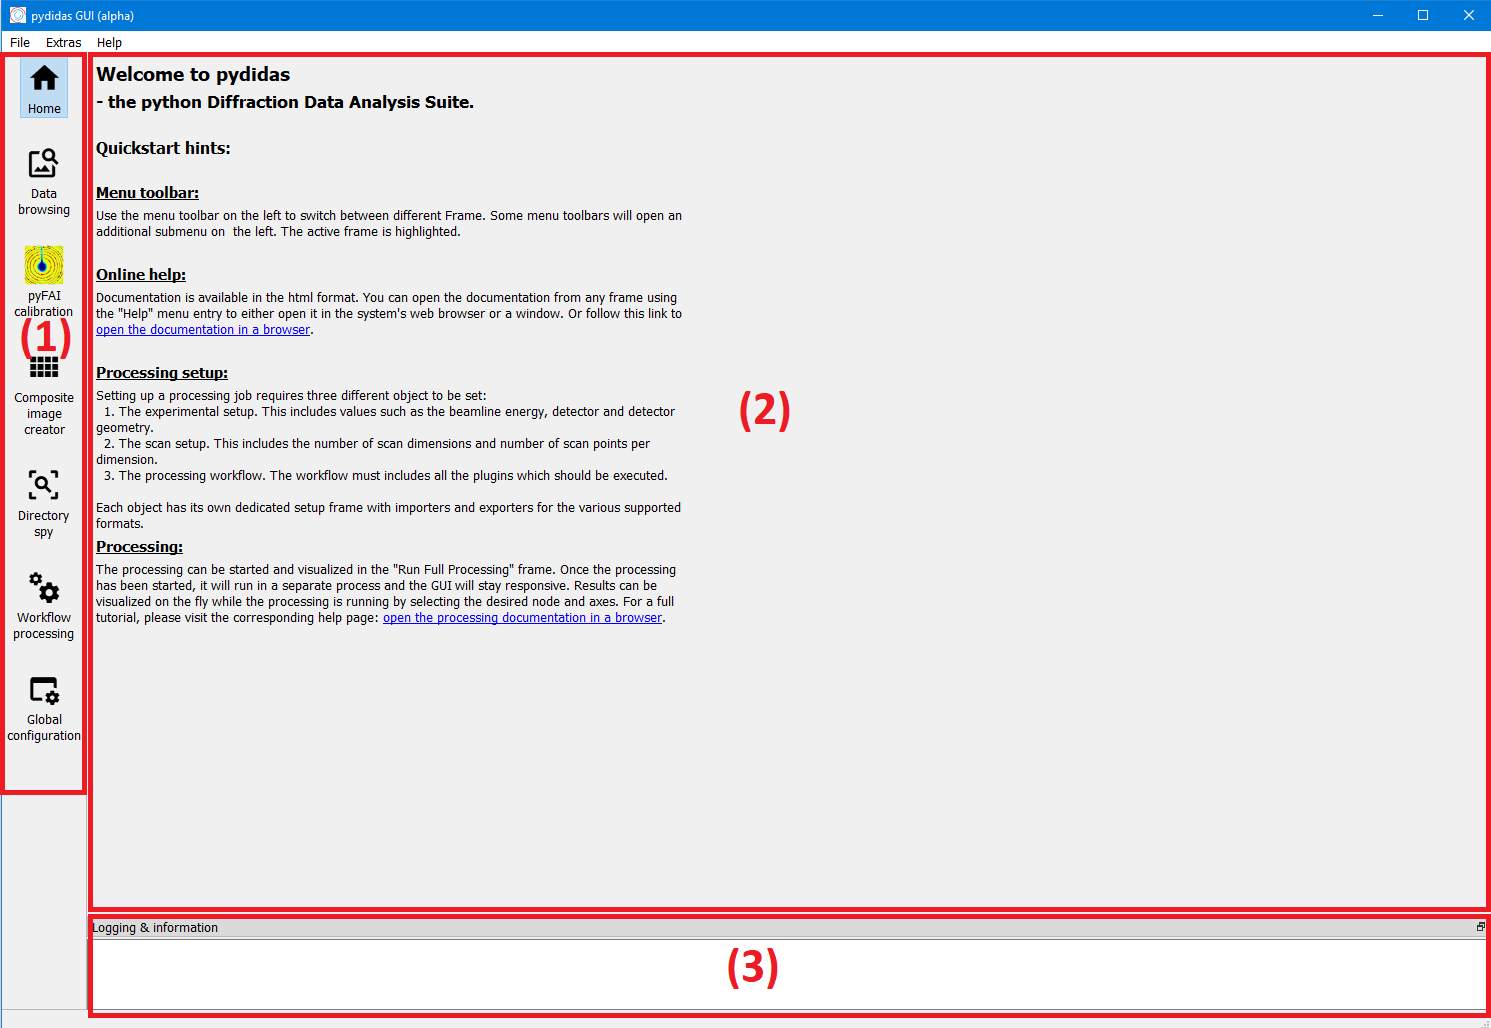 pydidas GUI (alpha)
File Extras Help
Home
Data
browsing
pyFAI
calibration
(1)
Composite
image
creator
Directory
spy
Workflow
processing
Global
configuration
Welcome to pydidas
- the python Diffraction Data Analysis Suite.
Quickstart hints:
Menu toolbar:
Use the menu toolbar on the left to switch between different Frame. Some menu toolbars will open an
additional submenu on  the left. The active frame is highlighted.
Online help:
Documentation is available in the html format. You can open the documentation from any frame using
the "Help" menu entry to either open it in the system's web browser or a window. Or follow this link to
open the documentation in a browser.
Processing setup:
Setting up a processing job requires three different object to be set:
1. The experimental setup. This includes values such as the beamline energy, detector and detector
geometry.
2. The scan setup. This includes the number of scan dimensions and number of scan points per
dimension.
3. The processing workflow. The workflow must includes all the plugins which should be executed.
Each object has its own dedicated setup frame with importers and exporters for the various supported
formats.
Processing:
The processing can be started and visualized in the "Run Full Processing" frame. Once the processing
has been started, it will run in a separate process and the GUI will stay responsive. Results can be
visualized on the fly while the processing is running by selecting the desired node and axes. For a full
tutorial, please visit the corresponding help page: open the processing documentation in a browser.
(2)
Logging & information
(3)